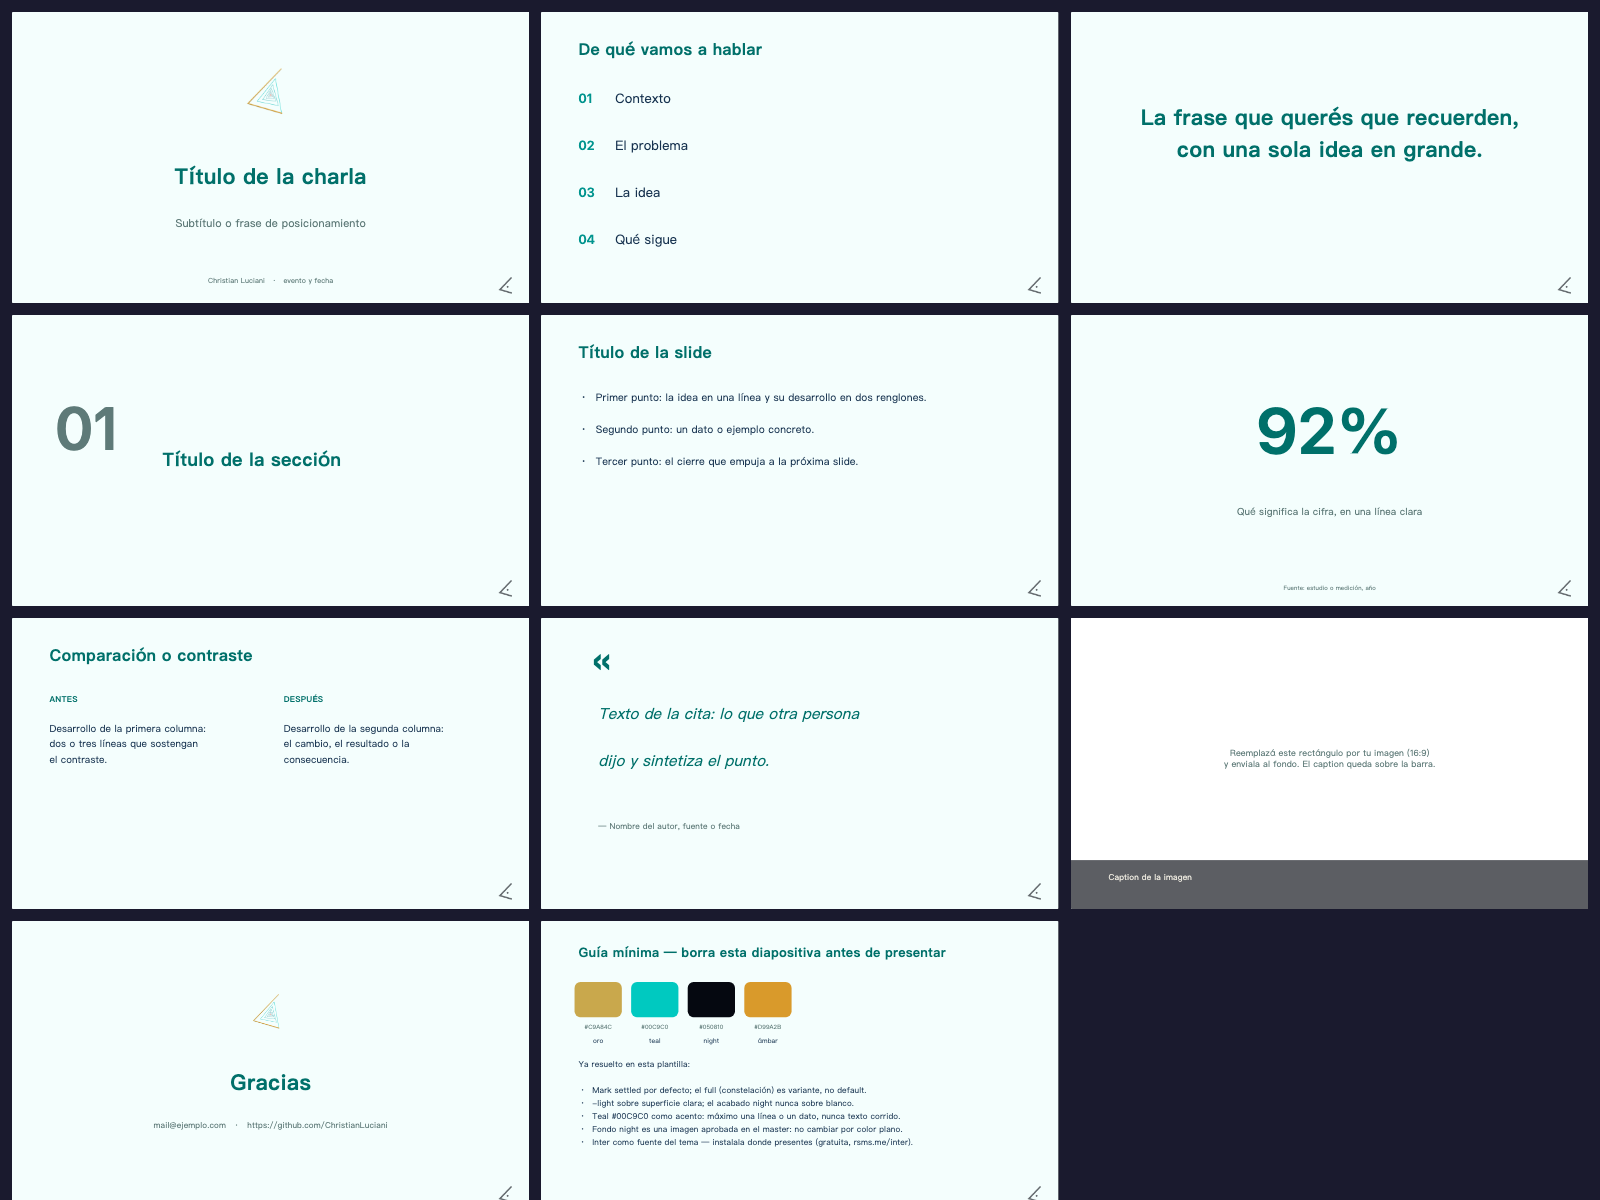 Título de la charla
Subtítulo o frase de posicionamiento
Christian Luciani · evento y fecha
De qué vamos a hablar
01 Contexto
02 El problema
03 La idea
04 Qué sigue
La frase que querés que recuerden,
con una sola idea en grande.
01
Título de la sección
Título de la slide
· Primer punto: la idea en una línea y su desarrollo en dos renglones.
· Segundo punto: un dato o ejemplo concreto.
· Tercer punto: el cierre que empuja a la próxima slide.
92%
Qué significa la cifra, en una línea clara
Fuente: estudio o medición, año
Comparación o contraste
ANTES
Desarrollo de la primera columna:
dos o tres líneas que sostengan
el contraste.
DESPUÉS
Desarrollo de la segunda columna:
el cambio, el resultado o la
consecuencia.
«
Texto de la cita: lo que otra persona
dijo y sintetiza el punto.
— Nombre del autor, fuente o fecha
Reemplazá este rectángulo por tu imagen (16:9)
y enviala al fondo. El caption queda sobre la barra.
Caption de la imagen
Gracias
mail@ejemplo.com · https://github.com/ChristianLuciani
Guía mínima — borra esta diapositiva antes de presentar
#C9A84C #00C9C0 #050810 #D99A2B
oro teal night ámbar
Ya resuelto en esta plantilla:
· Mark settled por defecto; el full (constelación) es variante, no default.
· —light sobre superficie clara; el acabado night nunca sobre blanco.
· Teal #00C9C0 como acento: máximo una línea o un dato, nunca texto corrido.
· Fondo night es una imagen aprobada en el master: no cambiar por color plano.
· Inter como fuente del tema — instalala donde presentes (gratuita, rsms.me/inter).